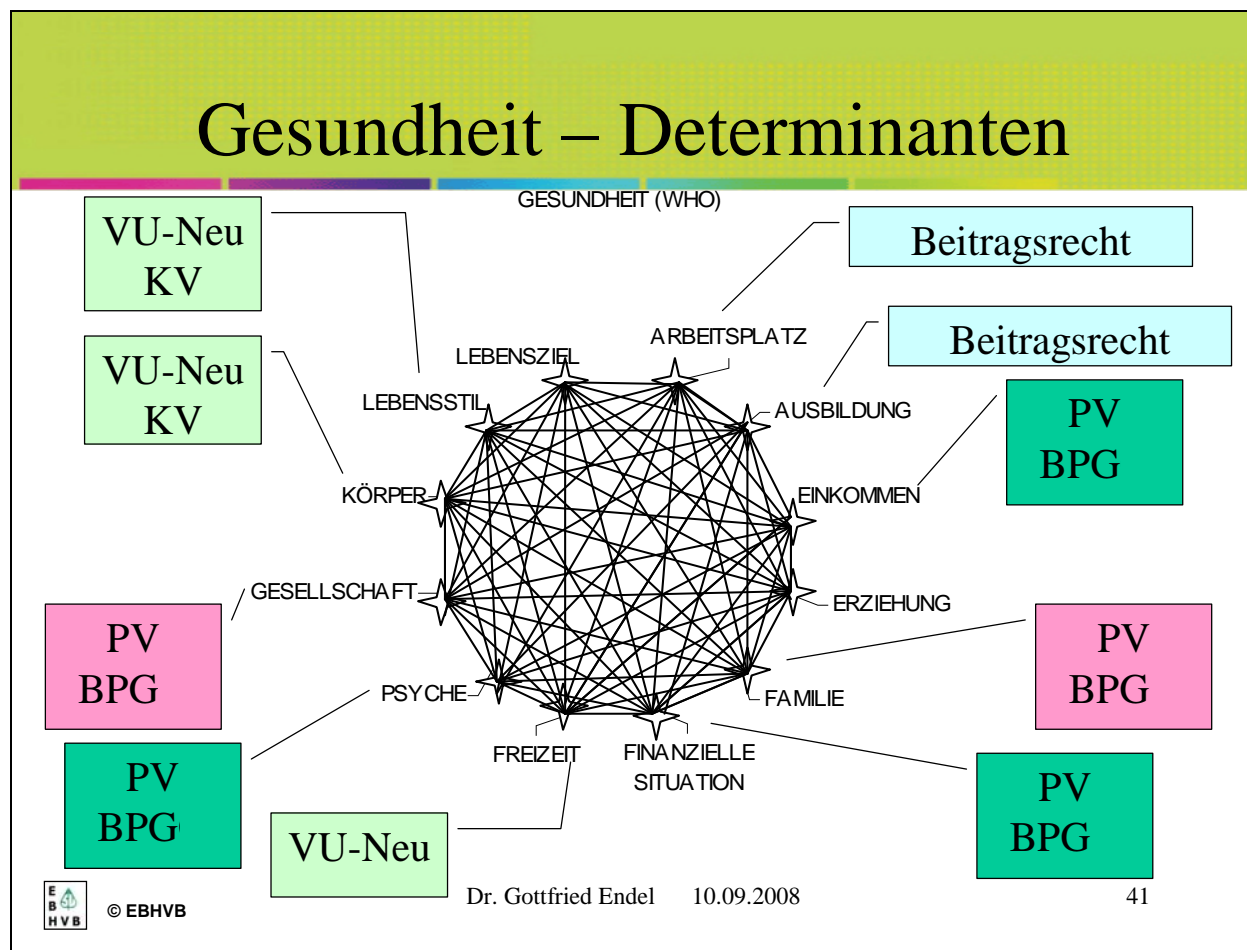 Gesundheit – Determinanten
GESUNDHEIT (WHO)
VU-Neu
KV
Beitragsrecht
VU-Neu
KV
Beitragsrecht
LEBENSZIEL
ARBEITSPLATZ
LEBENSSTIL
AUSBILDUNG
PV
BPG
KÖRPER
EINKOMMEN
GESELLSCHAFT
ERZIEHUNG
PV
BPG
PV
BPG
PSYCHE
FAMILIE
FREIZEIT
FINANZIELLE
SITUATION
PV
BPG
PV
BPG
VU-Neu
E
B
HVB
© EBHVB
Dr. Gottfried Endel 10.09.2008
41